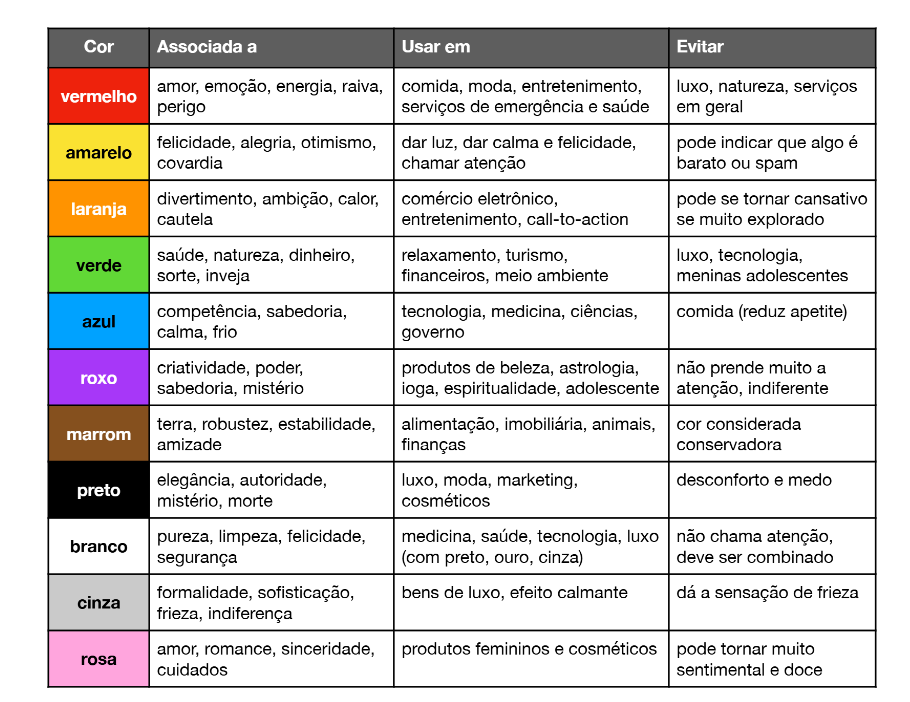 Cor Associada a Usar em Evitar
vermelho amor, emoção, energia, raiva, comida, moda, entretenimento, luxo, natureza, serviços
perigo serviços de emergência e saúde em geral
amarelo felicidade, alegria, otimismo, dar luz, dar calma e felicidade, pode indicar que algo é
covardia chamar atenção barato ou spam
laranja divertimento, ambição, calor, comércio eletrônico, pode se tornar cansativo
cautela entretenimento, call-to-action se muito explorado
verde saúde, natureza, dinheiro, relaxamento, turismo, luxo, tecnologia,
sorte, inveja financeiros, meio ambiente meninas adolescentes
azul competência, sabedoria, tecnologia, medicina, ciências, comida (reduz apetite)
calma, frio governo
roxo criatividade, poder, produtos de beleza, astrologia, não prende muito a
sabedoria, mistério ioga, espiritualidade, adolescente atenção, indiferente
marrom terra, robustez, estabilidade, alimentação, imobiliária, animais, cor considerada
amizade finanças conservadora
preto elegância, autoridade, luxo, moda, marketing, desconforto e medo
mistério, morte cosméticos
branco pureza, limpeza, felicidade, medicina, saúde, tecnologia, luxo não chama atenção,
segurança (com preto, ouro, cinza) deve ser combinado
cinza formalidade, sofisticação, bens de luxo, efeito calmante dá a sensação de frieza
frieza, indiferença
rosa amor, romance, sinceridade, produtos femininos e cosméticos pode tornar muito
cuidados sentimental e doce